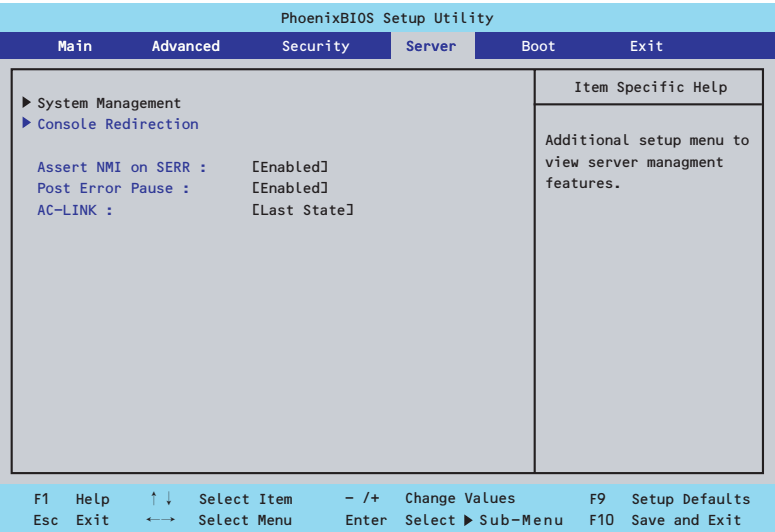 PhoenixBIOS Setup Utility
Main Advanced Security Server Boot Exit
▶ System Management
▶ Console Redirection
Assert NMI on SERR : [Enabled]
Post Error Pause : [Enabled]
AC-LINK : [Last State]
Item Specific Help
Additional setup menu to
view server managment
features.
F1 Help ↑↓ Select Item - /+ Change Values F9 Setup Defaults
Esc Exit ←→ Select Menu Enter Select ▶ Sub-Menu F10 Save and Exit